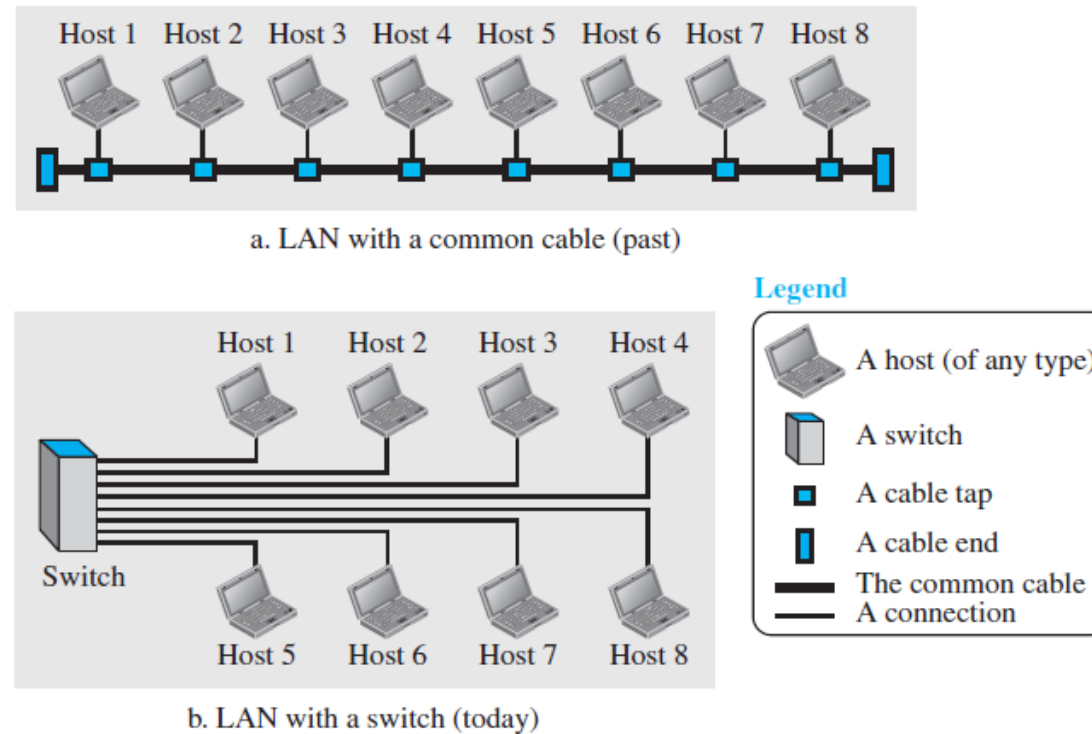 Host 1 Host 2 Host 3 Host 4 Host 5 Host 6 Host 7 Host 8
a. LAN with a common cable (past)
Legend
A host (of any type)
A switch
A cable tap
A cable end
The common cable
A connection
Host 1 Host 2 Host 3 Host 4
Switch
Host 5 Host 6 Host 7 Host 8
b. LAN with a switch (today)